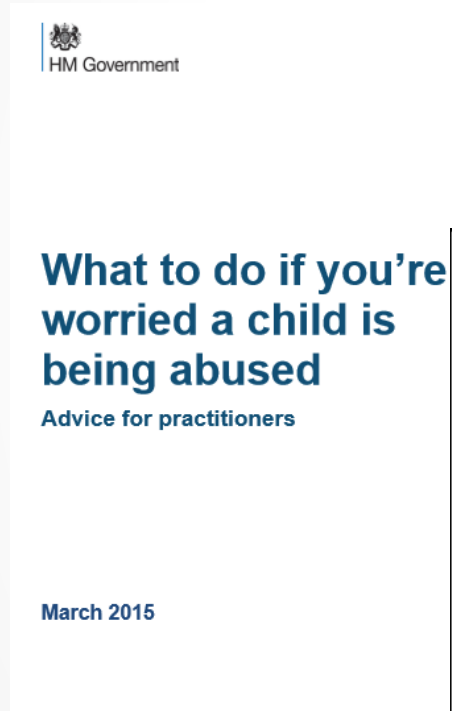 HM Government
What to do if you’re
worried a child is
being abused
Advice for practitioners
March 2015